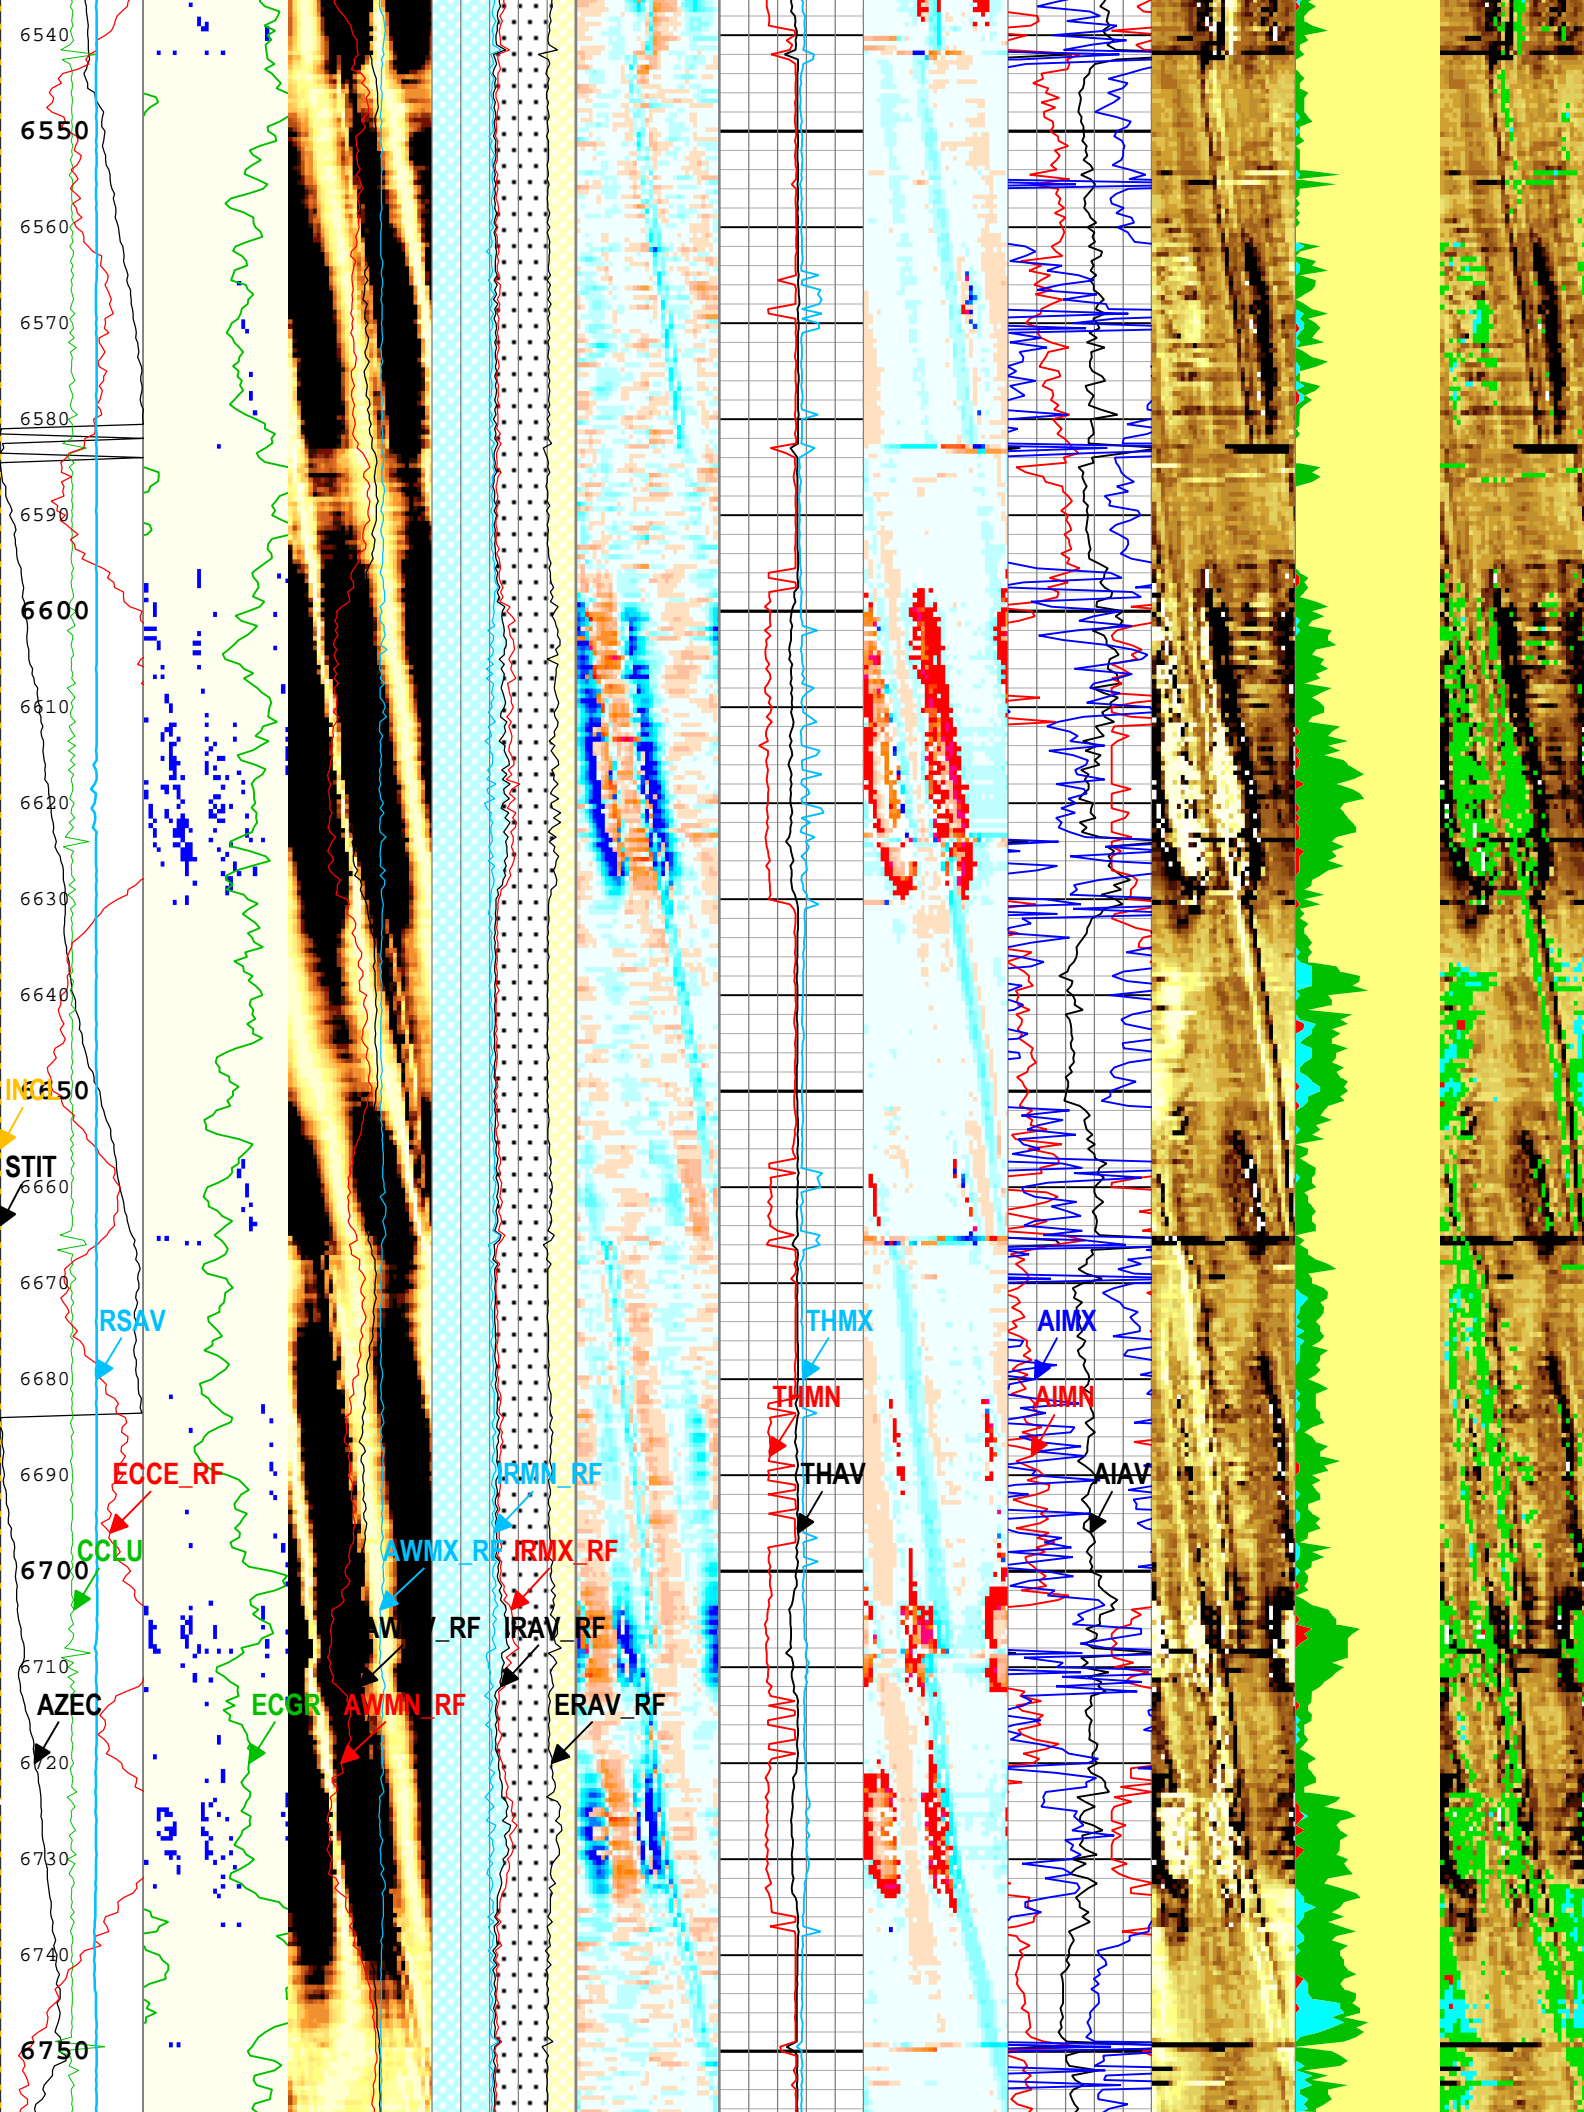 6540
6550
6560
6570
6580
6590
6600
6610
6620
6630
6640
6650
INCL
STIT
6660
6670
RSAV THMX AIMX
6680
THMN AIMN
6690 ECCE_RF IRMN_RF THAV AIAV
6700 CCLU AWMX_RF IRMX_RF
AWAV_RF IRAV_RF
6710
AZEC ECGR AWMN_RF ERAV_RF
6720
6730
6740
6750